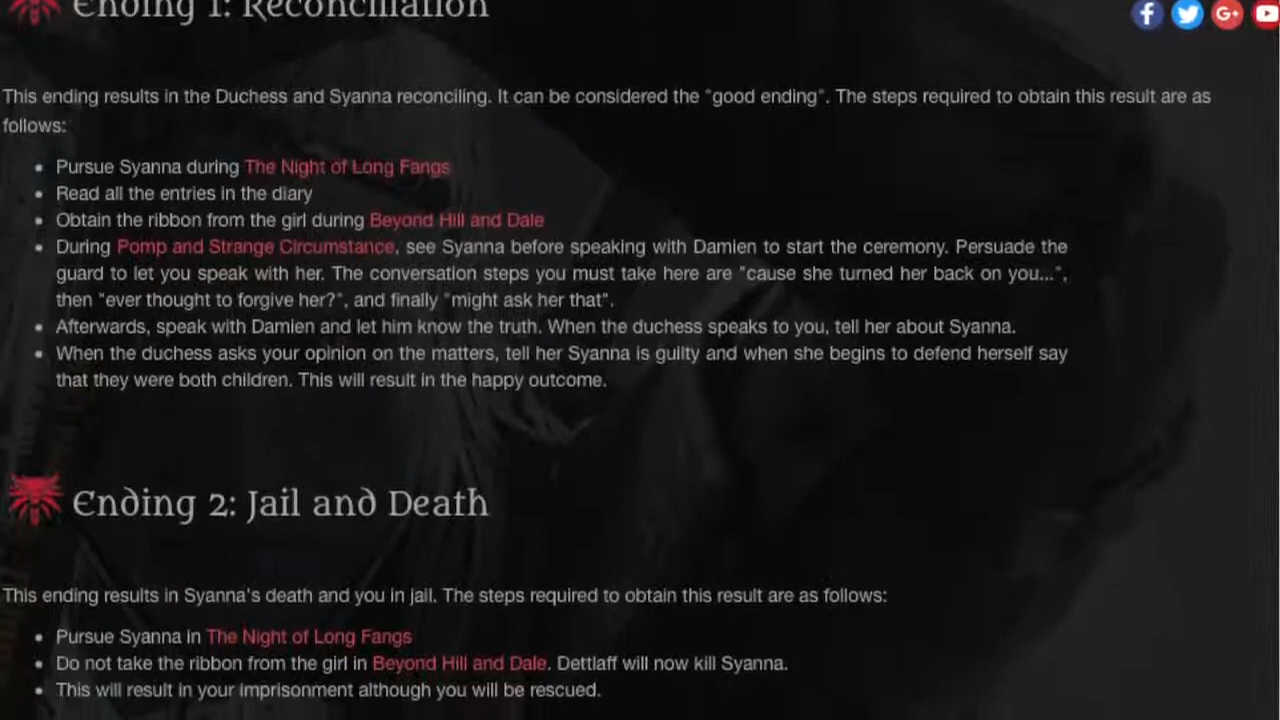 Ending 1: Reconciliation
This ending results in the Duchess and Syanna reconciling. It can be considered the "good ending". The steps required to obtain this result are as
follows:
Pursue Syanna during The Night of Long Fangs
Read all the entries in the diary
Obtain the ribbon from the girl during Beyond Hill and Dale
During Pomp and Strange Circumstance, see Syanna before speaking with Damien to start the ceremony. Persuade the
guard to let you speak with her. The conversation steps you must take here are "cause she turned her back on you...",
then "ever thought to forgive her?", and finally "might ask her that".
Afterwards, speak with Damien and let him know the truth. When the duchess speaks to you, tell her about Syanna.
When the duchess asks your opinion on the matters, tell her Syanna is guilty and when she begins to defend herself say
that they were both children. This will result in the happy outcome.
Ending 2: Jail and Death
This ending results in Syanna's death and you in jail. The steps required to obtain this result are as follows:
Pursue Syanna in The Night of Long Fangs
Do not take the ribbon from the girl in Beyond Hill and Dale. Dettlaff will now kill Syanna.
This will result in your imprisonment although you will be rescued.